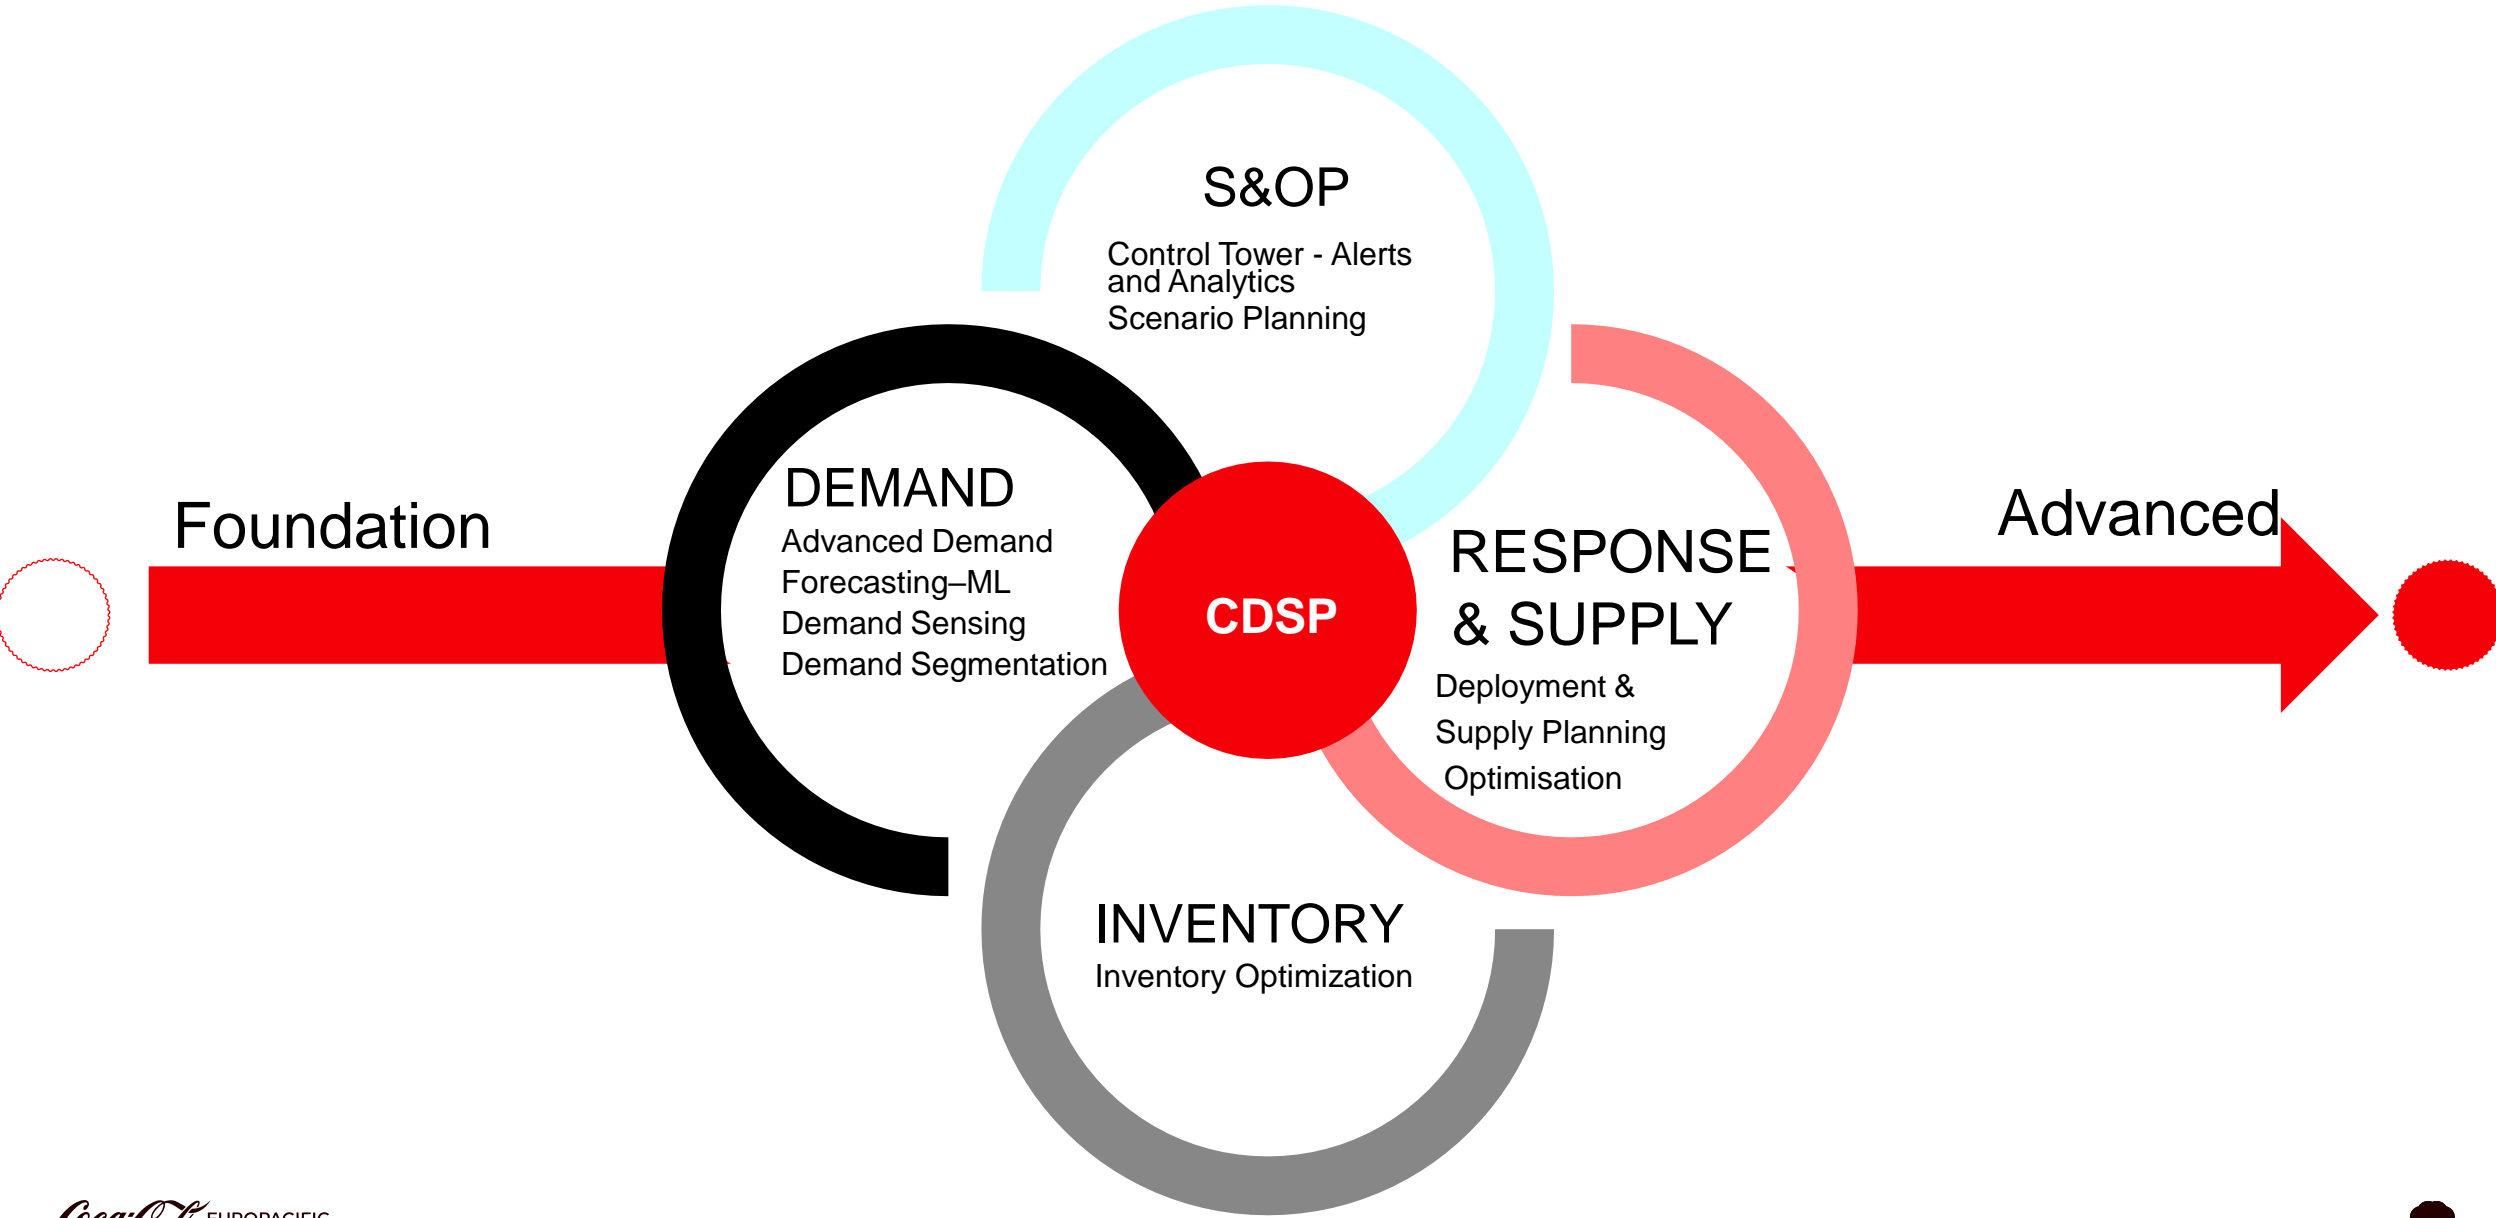 S&OP
Control Tower - Alerts
and Analytics
Scenario Planning
Foundation
DEMAND
Advanced Demand
Forecasting–ML
Demand Sensing
Demand Segmentation
CDSP
RESPONSE
& SUPPLY
Deployment &
Supply Planning
Optimisation
Advanced
INVENTORY
Inventory Optimization
EUROPACIFIC